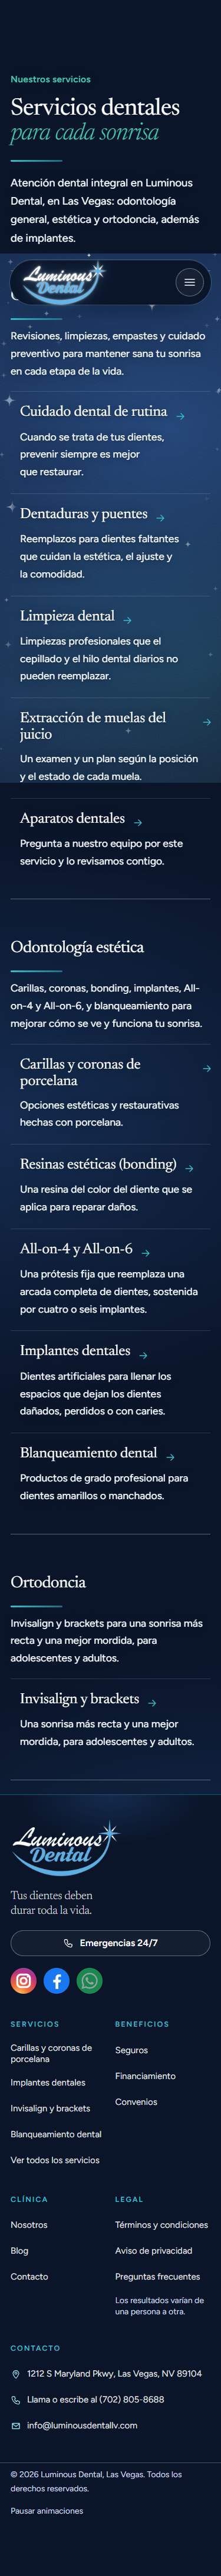 Nuestros servicios
Servicios dentales
para cada sonrisa
Atención dental integral en Luminous
Dental, en Las Vegas: odontología
general, estética y ortodoncia, además
de implantes.
Luminous
Dental
Revisiones, limpiezas, empastes y cuidado
preventivo para mantener sana tu sonrisa
en cada etapa de la vida.
Cuidado dental de rutina
Cuando se trata de tus dientes,
prevenir siempre es mejor
que restaurar.
Dentaduras y puentes
Reemplazos para dientes faltantes
que cuidan la estética, el ajuste y
la comodidad.
Limpieza dental
Limpiezas profesionales que el
cepillado y el hilo dental diarios no
pueden reemplazar.
Extracción de muelas del
juicio
Un examen y un plan según la posición
y el estado de cada muela.
Aparatos dentales
Pregunta a nuestro equipo por este
servicio y lo revisamos contigo.
Odontología estética
Carillas, coronas, bonding, implantes, All-
on-4 y All-on-6, y blanqueamiento para
mejorar cómo se ve y funciona tu sonrisa.
Carillas y coronas de
porcelana
Opciones estéticas y restaurativas
hechas con porcelana.
Resinas estéticas (bonding)
Una resina del color del diente que se
aplica para reparar daños.
All-on-4 y All-on-6
Una prótesis fija que reemplaza una
arcada completa de dientes, sostenida
por cuatro o seis implantes.
Implantes dentales
Dientes artificiales para llenar los
espacios que dejan los dientes
dañados, perdidos o con caries.
Blanqueamiento dental
Productos de grado profesional para
dientes amarillos o manchados.
Ortodoncia
Invisalign y brackets para una sonrisa más
recta y una mejor mordida, para
adolescentes y adultos.
Invisalign y brackets
Una sonrisa más recta y una mejor
mordida, para adolescentes y adultos.
Luminous
Dental
Tus dientes deben
durar toda la vida.
Emergencias 24/7
SERVICIOS
Carillas y coronas de
porcelana
Implantes dentales
Invisalign y brackets
Blanqueamiento dental
Ver todos los servicios
BENEFICIOS
Seguros
Financiamiento
Convenios
CLÍNICA
Nosotros
Blog
Contacto
LEGAL
Términos y condiciones
Aviso de privacidad
Preguntas frecuentes
Los resultados varían de
una persona a otra.
CONTACTO
1212 S Maryland Pkwy, Las Vegas, NV 89104
Llama o escribe al (702) 805-8688
info@luminousdentallv.com
© 2026 Luminous Dental, Las Vegas. Todos los
derechos reservados.
Pausar animaciones